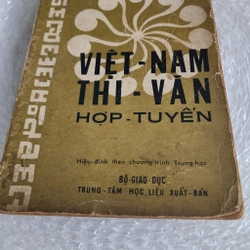 VIỆT-NAM
THI-VĂN
HỢP-TUYỂN
Hiệu-đính theo chương-trình Trung-học
BỘ GIÁO DỤC
TRUNG-TÂM HỌC LIỆU XUẤT-BẢN